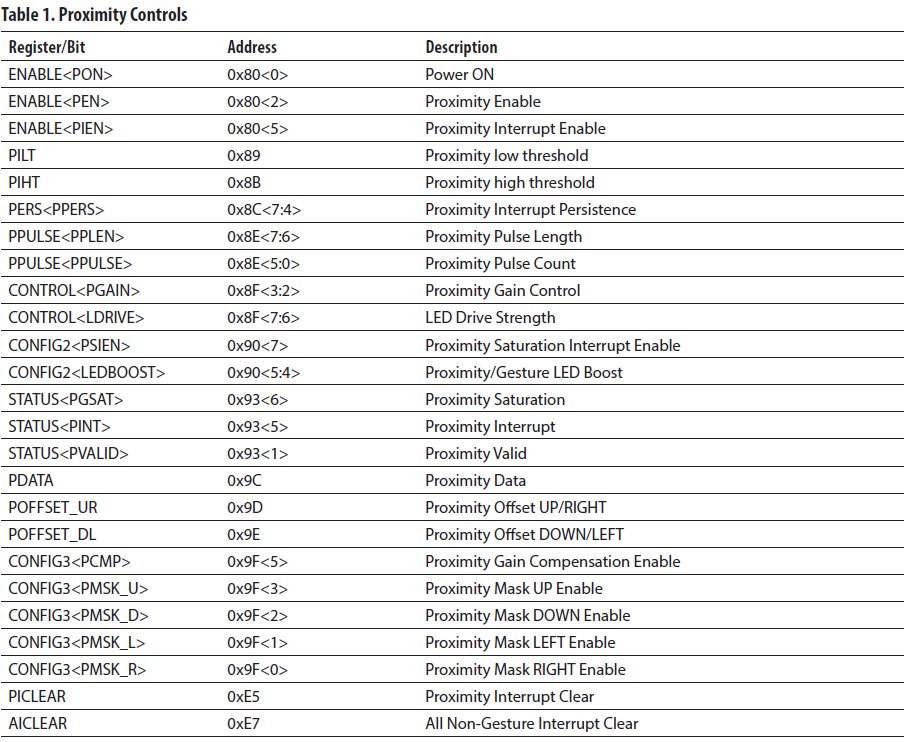 Table 1. Proximity Controls
Register/Bit Address Description
ENABLE<PON> 0x80<0> Power ON
ENABLE<PEN> 0x80<2> Proximity Enable
ENABLE<PIEN> 0x80<5> Proximity Interrupt Enable
PILT 0x89 Proximity low threshold
PIHT 0x8B Proximity high threshold
PERS<PPERS> 0x8C<7:4> Proximity Interrupt Persistence
PPULSE<PPLEN> 0x8E<7:6> Proximity Pulse Length
PPULSE<PPULSE> 0x8E<5:0> Proximity Pulse Count
CONTROL<PGAIN> 0x8F<3:2> Proximity Gain Control
CONTROL<LDRIVE> 0x8F<7:6> LED Drive Strength
CONFIG2<PSIEN> 0x90<7> Proximity Saturation Interrupt Enable
CONFIG2<LEDBOOST> 0x90<5:4> Proximity/Gesture LED Boost
STATUS<PGSAT> 0x93<6> Proximity Saturation
STATUS<PINT> 0x93<5> Proximity Interrupt
STATUS<PVALID> 0x93<1> Proximity Valid
PDATA 0x9C Proximity Data
POFFSET_UR 0x9D Proximity Offset UP/RIGHT
POFFSET_DL 0x9E Proximity Offset DOWN/LEFT
CONFIG3<PCMP> 0x9F<5> Proximity Gain Compensation Enable
CONFIG3<PMSK_U> 0x9F<3> Proximity Mask UP Enable
CONFIG3<PMSK_D> 0x9F<2> Proximity Mask DOWN Enable
CONFIG3<PMSK_L> 0x9F<1> Proximity Mask LEFT Enable
CONFIG3<PMSK_R> 0x9F<0> Proximity Mask RIGHT Enable
PICLEAR 0xE5 Proximity Interrupt Clear
AICLEAR 0xE7 All Non-Gesture Interrupt Clear